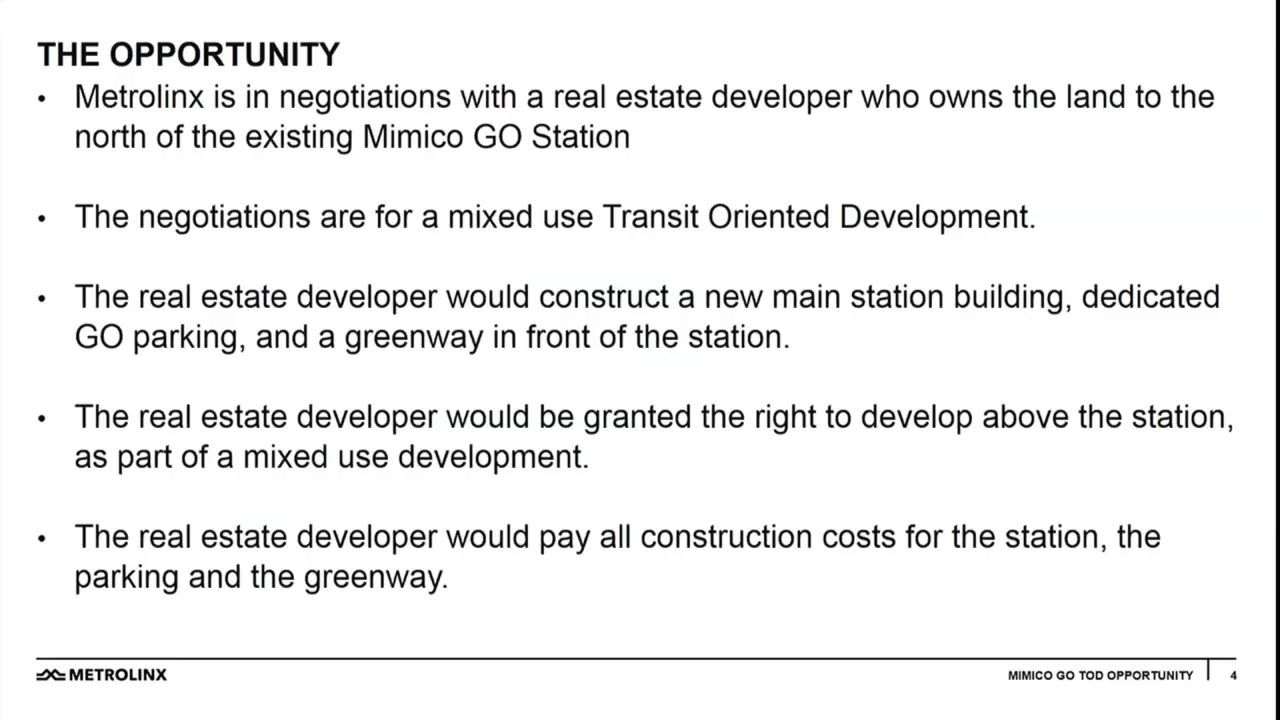 THE OPPORTUNITY
• Metrolinx is in negotiations with a real estate developer who owns the land to the
north of the existing Mimico GO Station
• The negotiations are for a mixed use Transit Oriented Development.
• The real estate developer would construct a new main station building, dedicated
GO parking, and a greenway in front of the station.
• The real estate developer would be granted the right to develop above the station,
as part of a mixed use development.
• The real estate developer would pay all construction costs for the station, the
parking and the greenway.
METROLINX
MIMICO GO TOD OPPORTUNITY 4